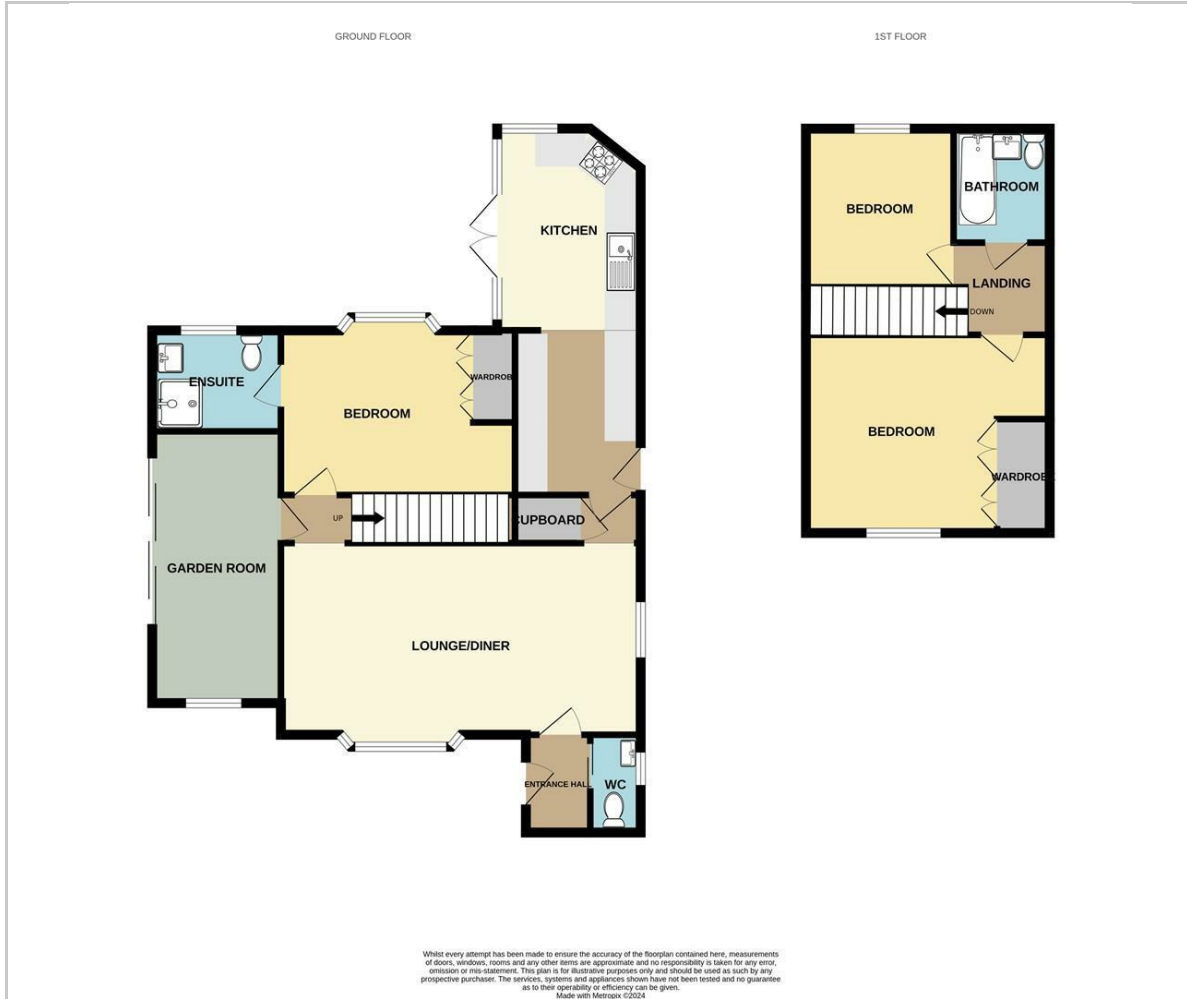 GROUND FLOOR
1ST FLOOR
KITCHEN
ENSUITE
BEDROOM
WARDROB
UP
CUPBOARD
GARDEN ROOM
LOUNGE/DINER
ENTRANCE HALL
WC
BEDROOM
BATHROOM
LANDING
DOWN
BEDROOM
WARDROBE
Whilst every attempt has been made to ensure the accuracy of the floorplan contained here, measurements
of doors, windows, rooms and any other items are approximate and no responsibility is taken for any error,
omission or mis-statement. This plan is for illustrative purposes only and should be used as such by any
prospective purchaser. The services, systems and appliances shown have not been tested and no guarantee
as to their operability or efficiency can be given.
Made with Metropix ©2024